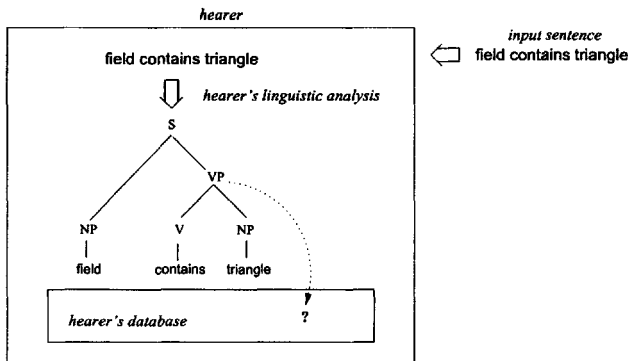 hearer
input sentence
field contains triangle
field contains triangle
hearer's linguistic analysis
S
VP
NP V NP
field contains triangle
hearer's database ?